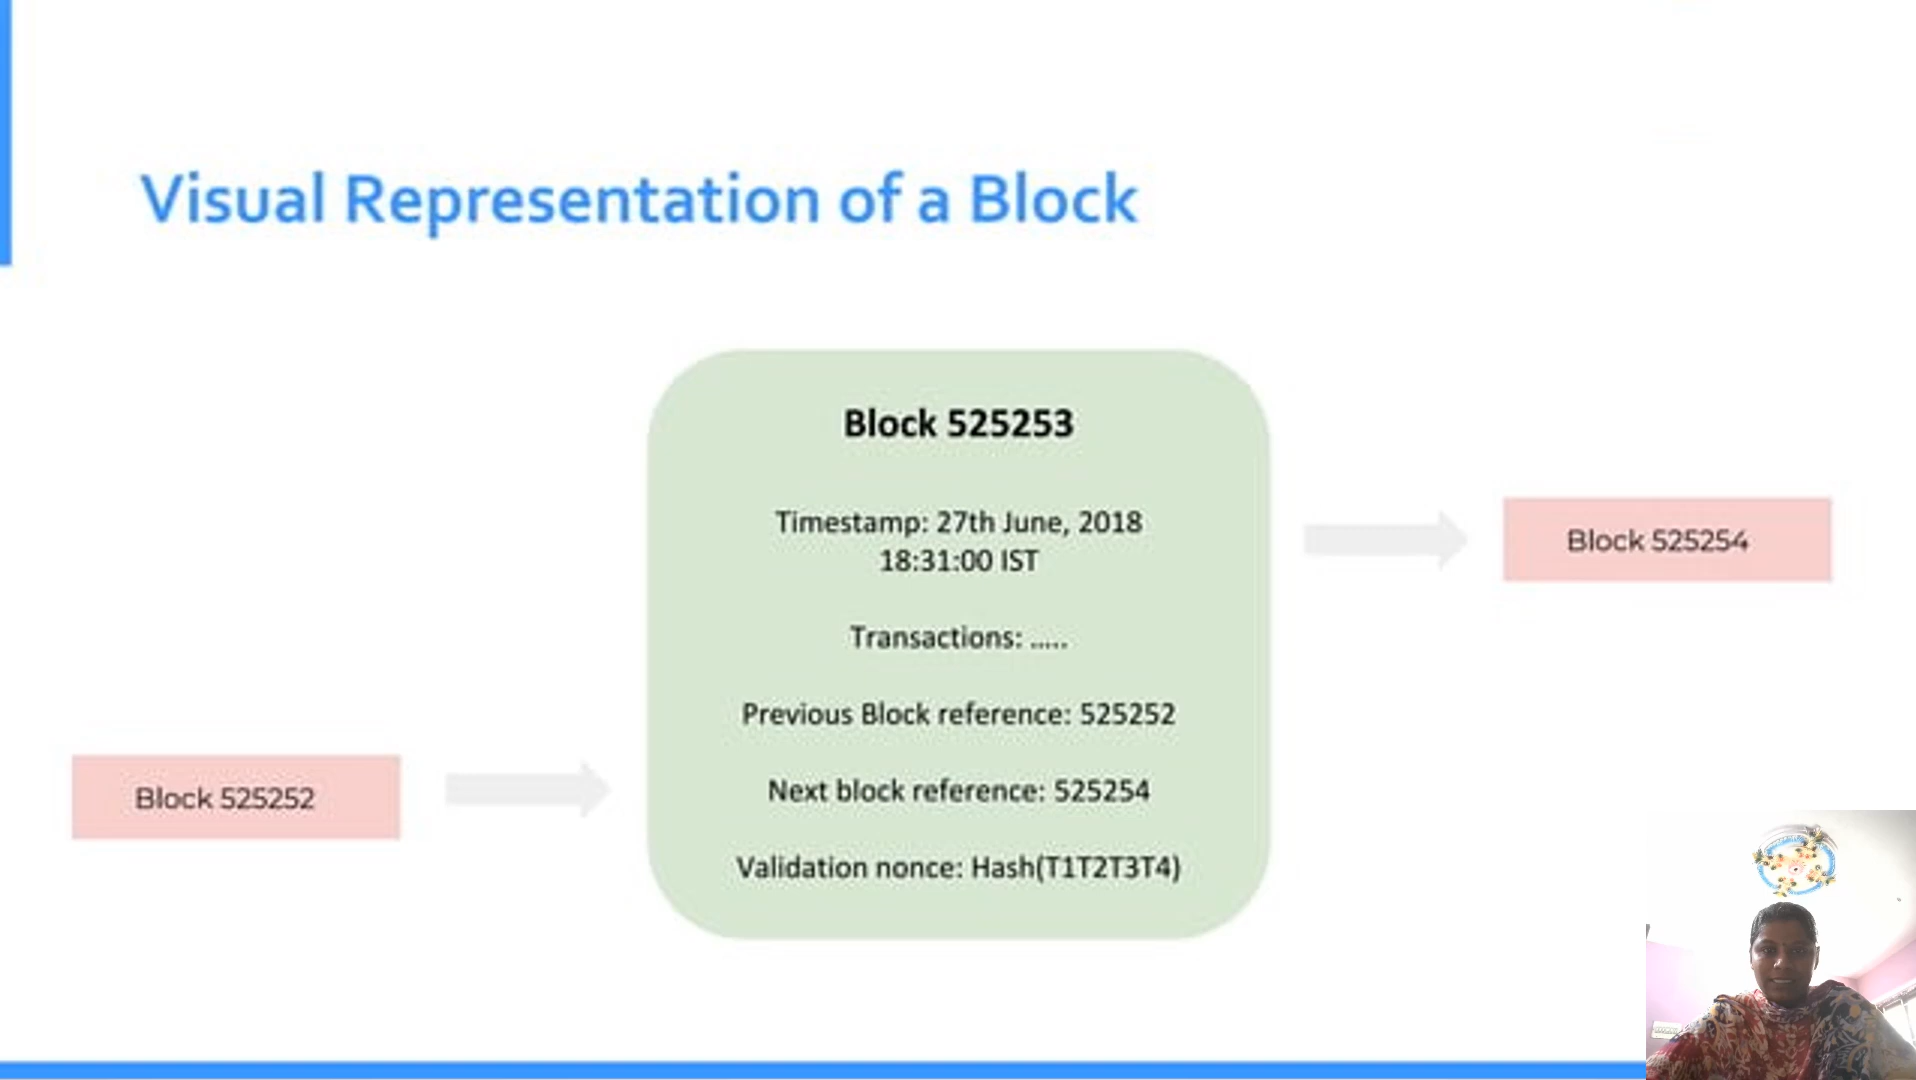 Visual Representation of a Block
Block 525253
Timestamp: 27th June, 2018
18:31:00 IST
Transactions: .....
Previous Block reference: 525252
Next block reference: 525254
Validation nonce: Hash(T1T2T3T4)
Block 525252
Block 525254